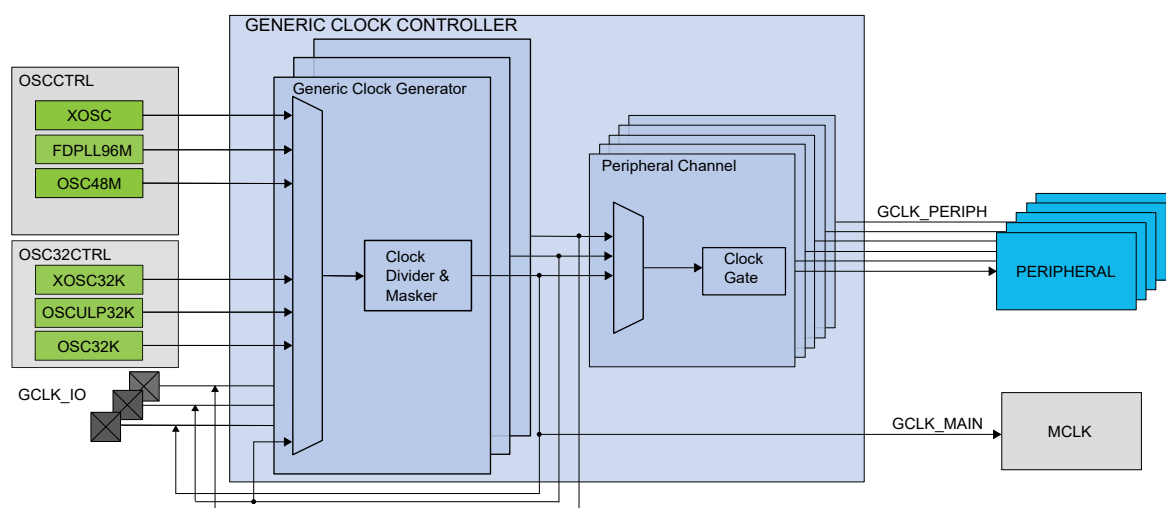 GENERIC CLOCK CONTROLLER
OSCCTRL
XOSC
FDPLL96M
OSC48M
Generic Clock Generator
Clock
Divider &
Masker
Peripheral Channel
Clock
Gate
GCLK_PERIPH
PERIPHERAL
OSC32CTRL
XOSC32K
OSCULP32K
OSC32K
GCLK_IO
GCLK_MAIN
MCLK